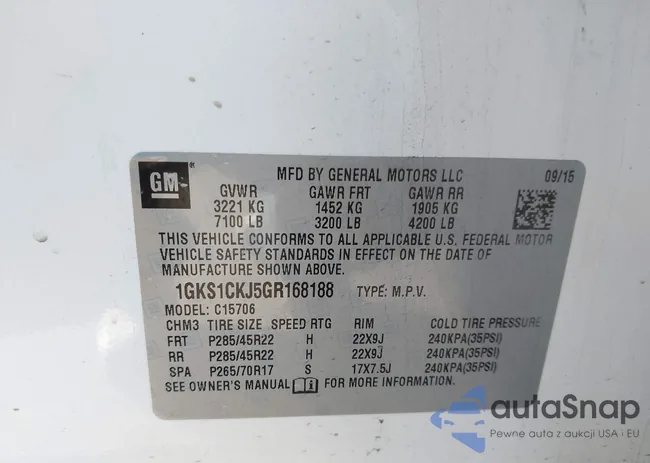 GM
MFD BY GENERAL MOTORS LLC 09/15
GVWR GAWR FRT GAWR RR
3221 KG 1452 KG 1905 KG
7100 LB 3200 LB 4200 LB
THIS VEHICLE CONFORMS TO ALL APPLICABLE U.S. FEDERAL MOTOR
VEHICLE SAFETY STANDARDS IN EFFECT ON THE DATE OF
MANUFACTURE SHOWN ABOVE.
1GKS1CKJ5GR168188 TYPE: M.P.V.
MODEL: C15706
CHM3 TIRE SIZE SPEED RTG RIM COLD TIRE PRESSURE
FRT P285/45R22 H 22X9J 240KPA(35PSI)
RR P285/45R22 H 22X9J 240KPA(35PSI)
SPA P265/70R17 S 17X7.5J 240KPA(35PSI)
SEE OWNER'S MANUAL FOR MORE INFORMATION.
autaSnap
Pewne auta z aukcji USA i EU